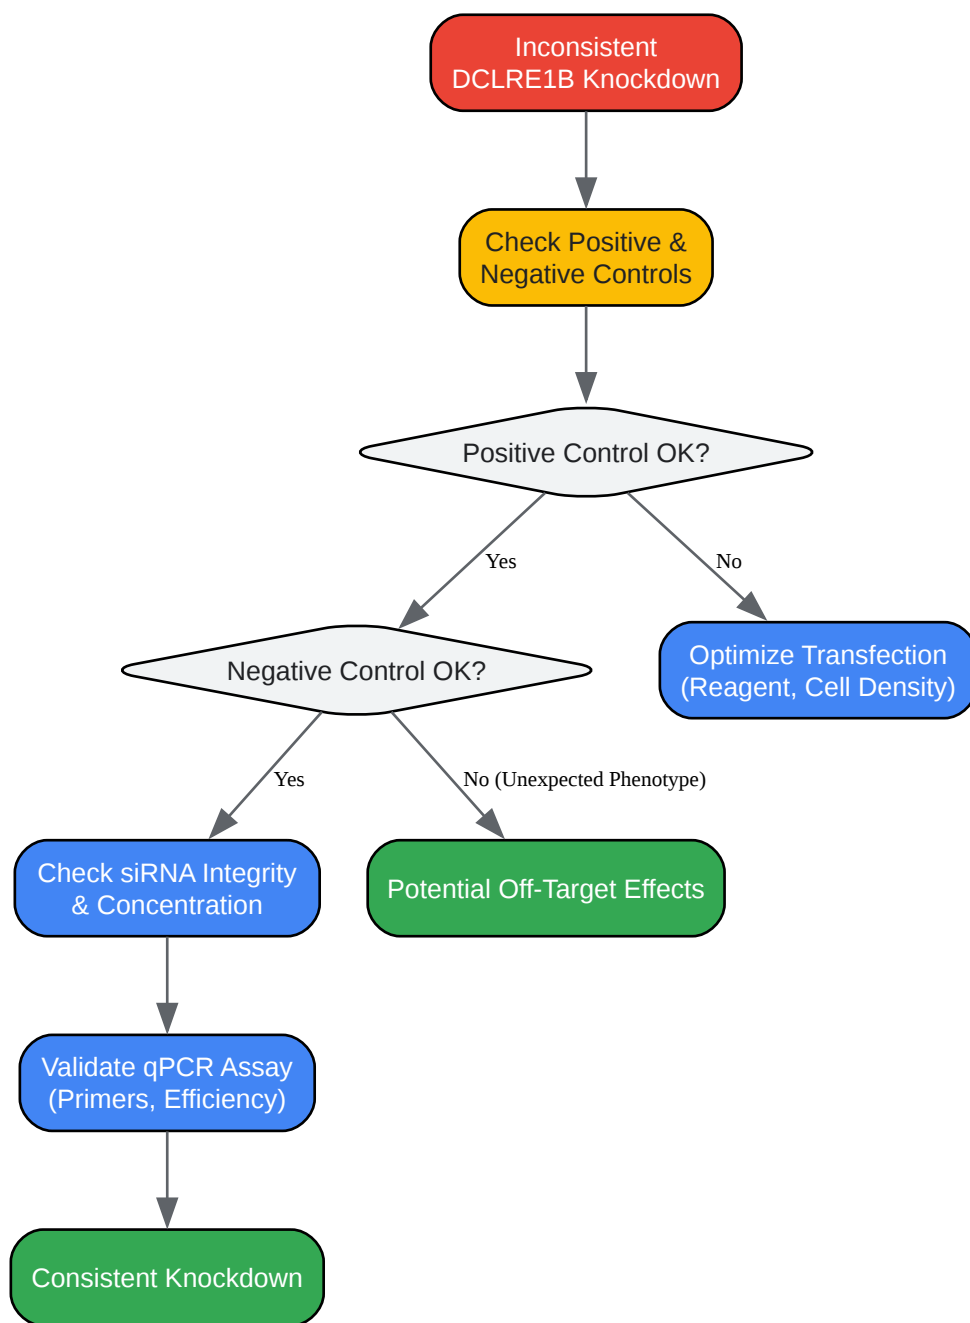 Inconsistent
DCLRE1B Knockdown
Check Positive &
Negative Controls
Positive Control OK?
Yes
No
Negative Control OK?
Optimize Transfection
(Reagent, Cell Density)
Yes
No (Unexpected Phenotype)
Check siRNA Integrity
& Concentration
Potential Off-Target Effects
Validate qPCR Assay
(Primers, Efficiency)
Consistent Knockdown